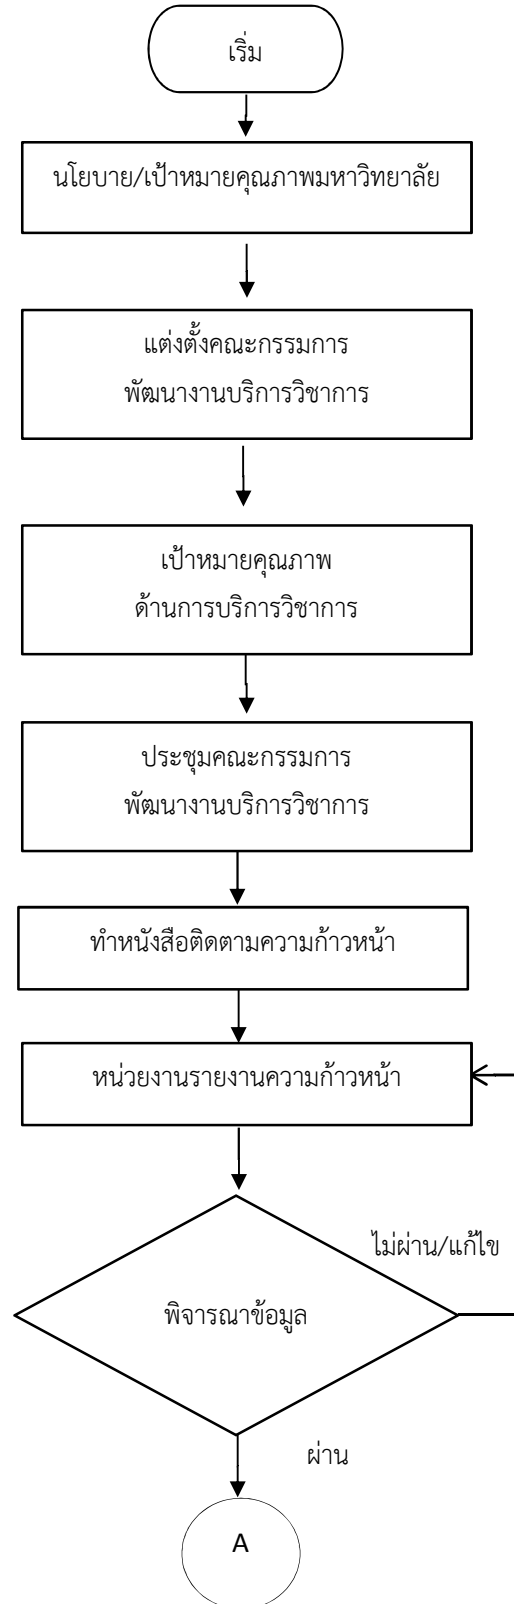 เริ่ม
นโยบาย/เป้าหมายคุณภาพมหาวิทยาลัย
แต่งตั้งคณะกรรมการ
พัฒนางานบริการวิชาการ
เป้าหมายคุณภาพ
ด้านการบริการวิชาการ
ประชุมคณะกรรมการ
พัฒนางานบริการวิชาการ
ทำหนังสือติดตามความก้าวหน้า
หน่วยงานรายงานความก้าวหน้า
ไม่ผ่าน/แก้ไข
พิจารณาข้อมูล
ผ่าน
A